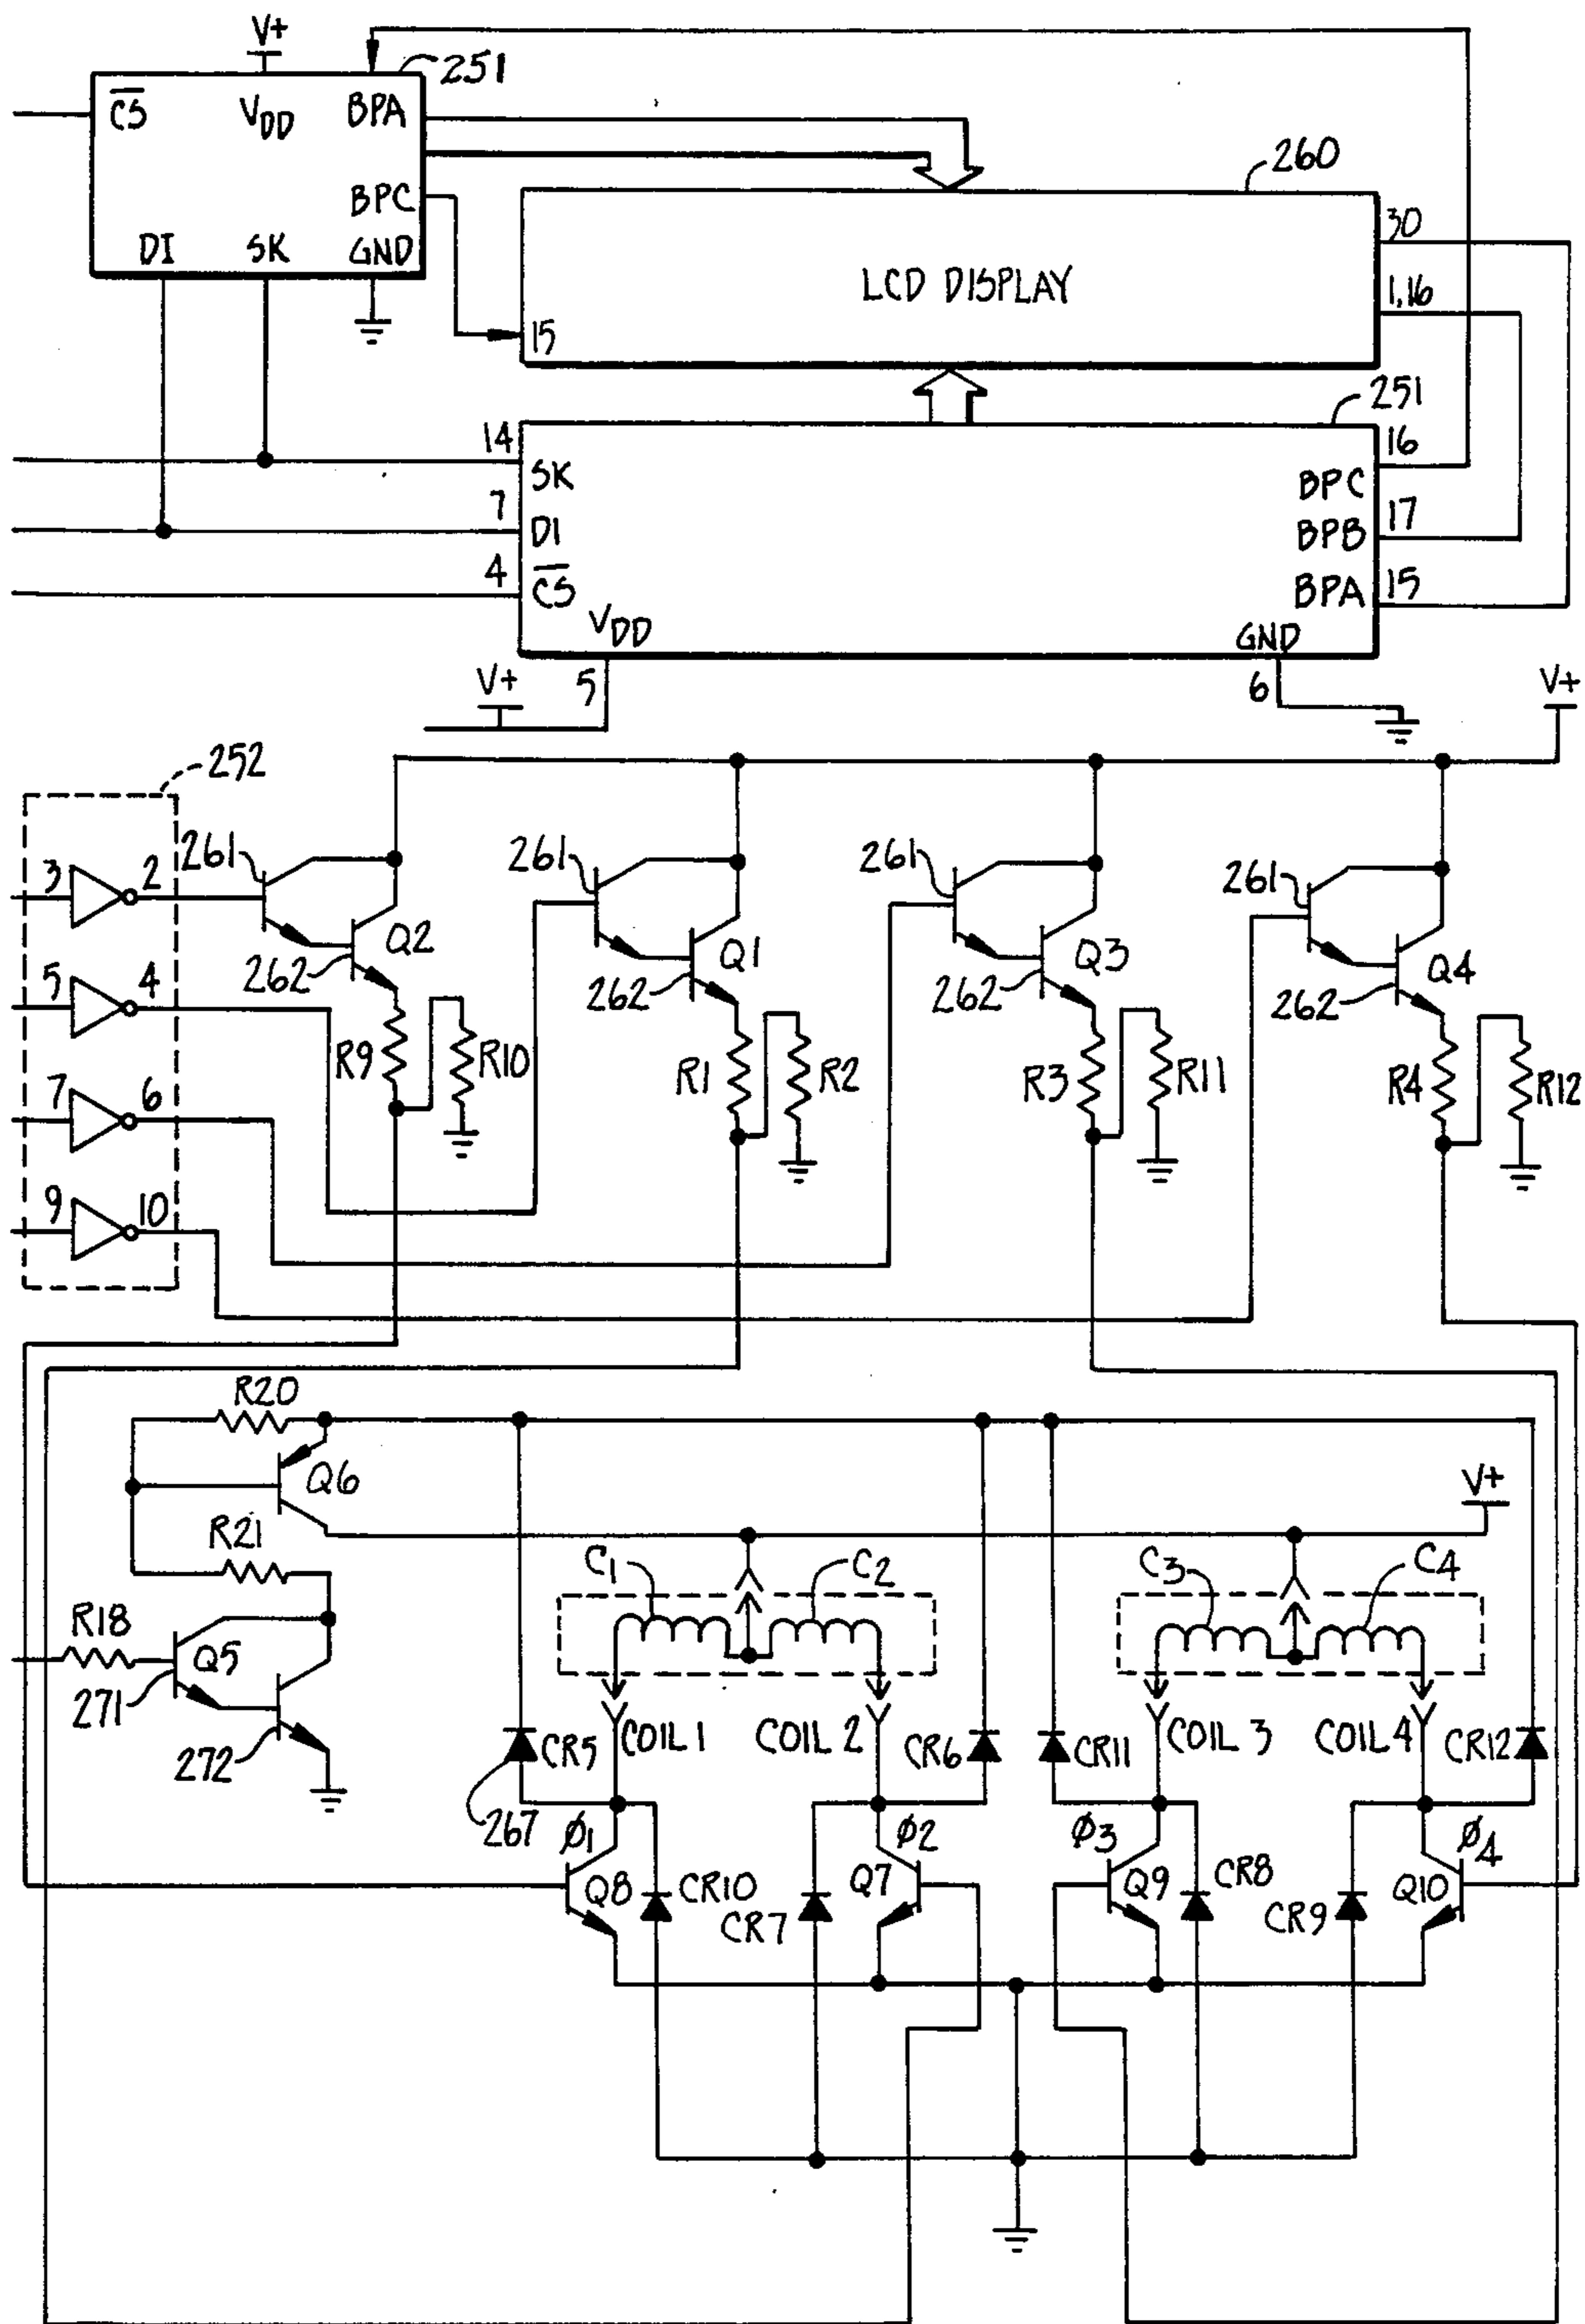 V+
251
C̅S̅
V_DD
BPA
260
BPC
30
DI
SK
GND
LCD DISPLAY
1,16
15
251
14
16
SK
BPC
7
17
DI
BPB
4
15
C̅S̅
BPA
V_DD
GND
V+
5
6
V+
252
261
261
261
261
3
2
Q2
Q1
Q3
Q4
262
262
262
262
5
4
R9
R10
R1
R2
R3
R11
R4
R12
7
6
9
10
R20
Q6
V+
R21
C1
C2
C3
C4
R18
Q5
271
272
CR5
COIL 1
COIL 2
CR6
CR11
COIL 3
COIL 4
CR12
267
Ø1
Ø2
Ø3
Ø4
Q8
CR10
Q7
Q9
CR8
Q10
CR7
CR9